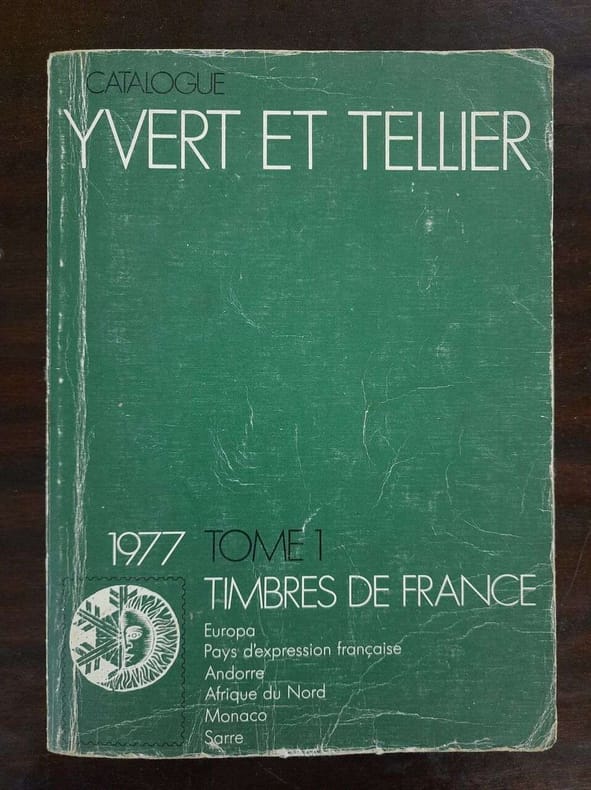 CATALOGUE
YVERT ET TELLIER
1977 TOME 1
TIMBRES DE FRANCE
Europa
Pays d'expression française
Andorre
Afrique du Nord
Monaco
Sarre